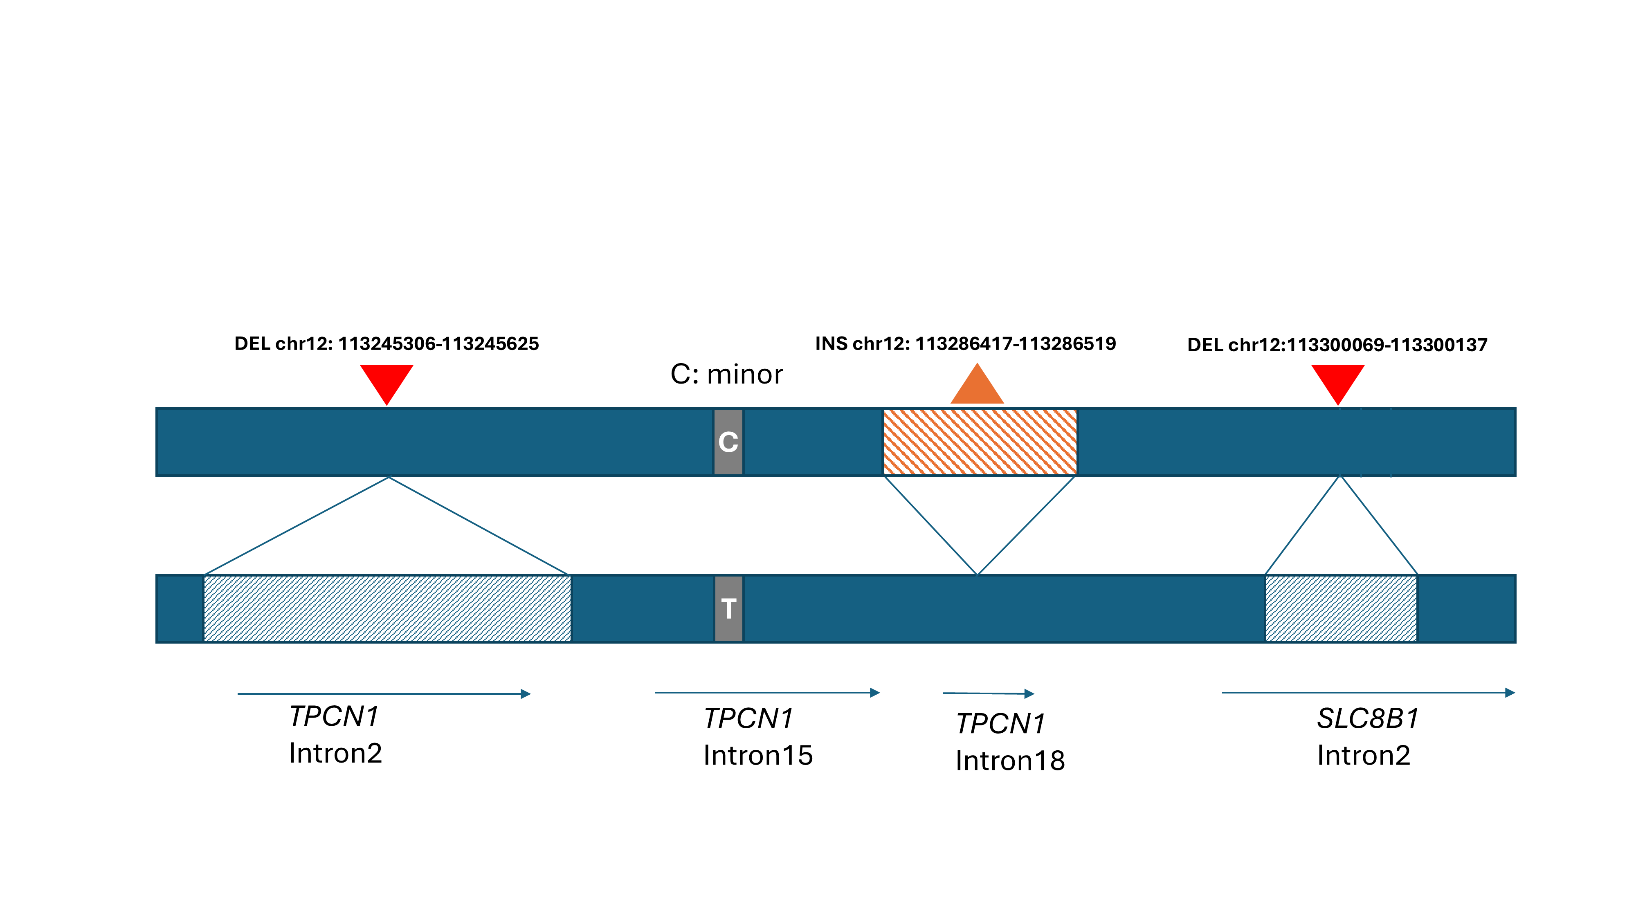 DEL chr12: 113245306-113245625
INS chr12: 113286417-113286519
DEL chr12:113300069-113300137
C: minor
C
T
TPCN1
Intron2
TPCN1
Intron15
TPCN1
Intron18
SLC8B1
Intron2